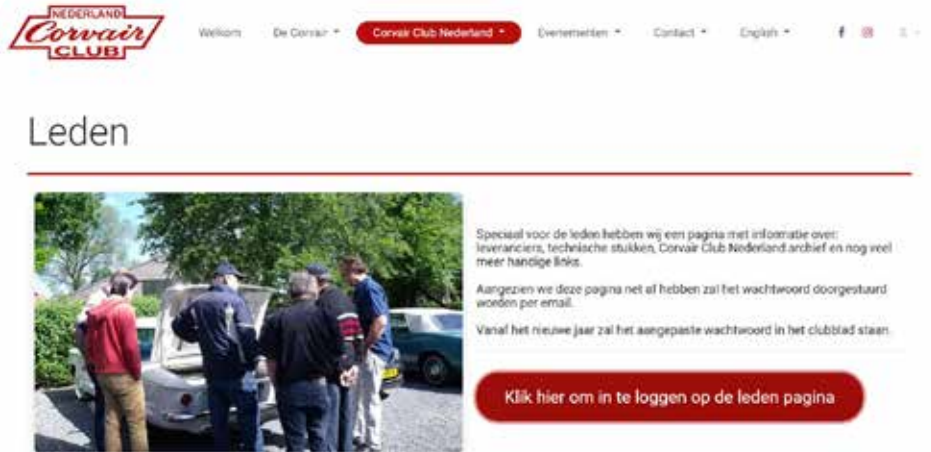 NEDERLAND
Corvair
CLUB
Welkom De Corvair Corvair Club Nederland Evenementen Contact English
Leden
Speciaal voor de leden hebben wij een pagina met informatie over:
leveranciers, technische stukken, Corvair Club Nederland archief en nog veel
meer handige links.
Aangezien we deze pagina net af hebben zal het wachtwoord doorgestuurd
worden per email.
Vanaf het nieuwe jaar zal het aangepaste wachtwoord in het clubblad staan.
Klik hier om in te loggen op de leden pagina